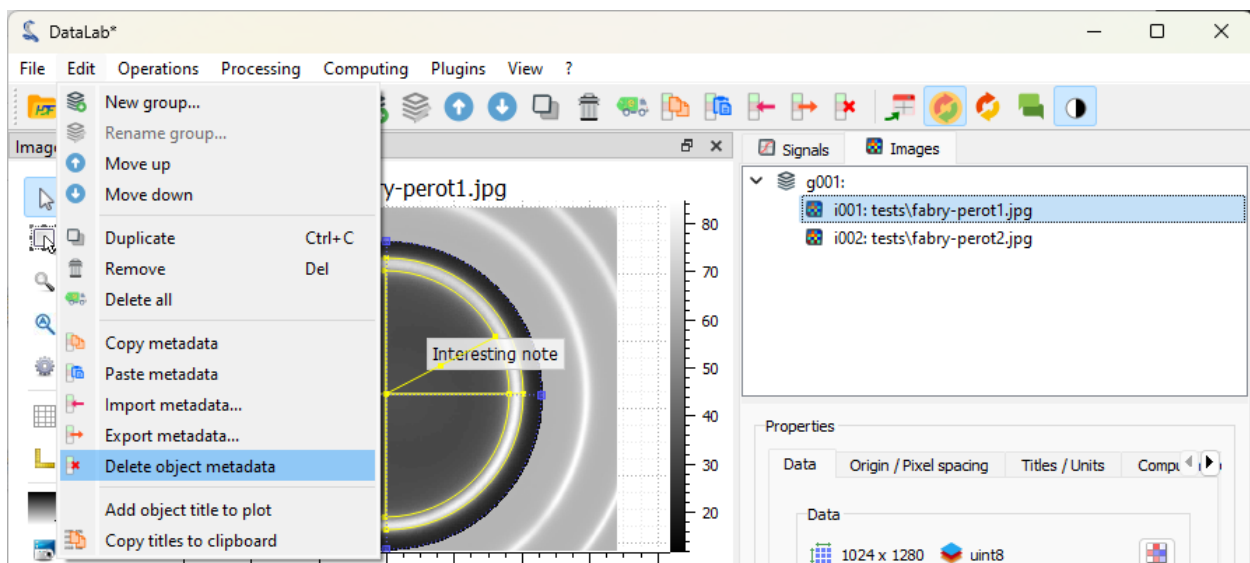 DataLab*
File Edit Operations Processing Computing Plugins View ?
New group...
Rename group...
Move up
Move down
Duplicate Ctrl+C
Remove Del
Delete all
Copy metadata
Paste metadata
Import metadata...
Export metadata...
Delete object metadata
Add object title to plot
Copy titles to clipboard
y-perot1.jpg
Interesting note
80
70
60
50
40
30
20
Signals Images
g001:
i001: tests\fabry-perot1.jpg
i002: tests\fabry-perot2.jpg
Properties
Data Origin / Pixel spacing Titles / Units
Data
1024 x 1280 uint8